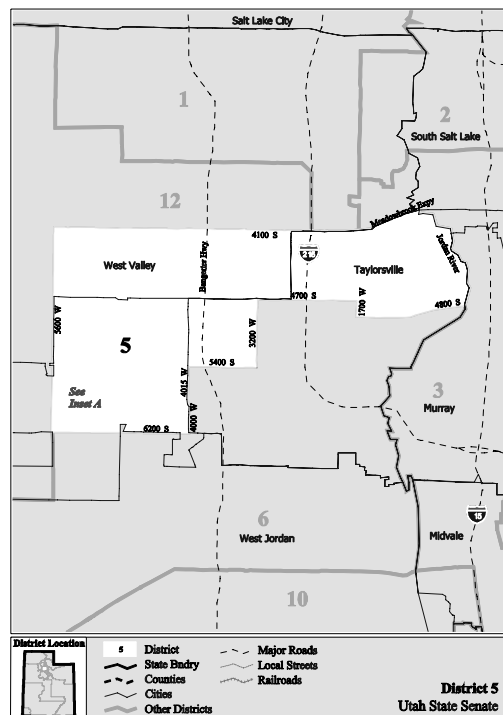 Salt Lake City
1
2
South Salt Lake
12
Meadowbrook Expy
4100 S
Jordan River
West Valley
Bangerter Hwy
215
Taylorsville
4700 S
1700 W
4800 S
5600 W
3200 W
5
5400 S
4015 W
See
Inset A
3
Murray
4000 W
6200 S
6
West Jordan
15
Midvale
10
District Location
5 District
State Bndry
Counties
Cities
Other Districts
Major Roads
Local Streets
Railroads
District 5
Utah State Senate